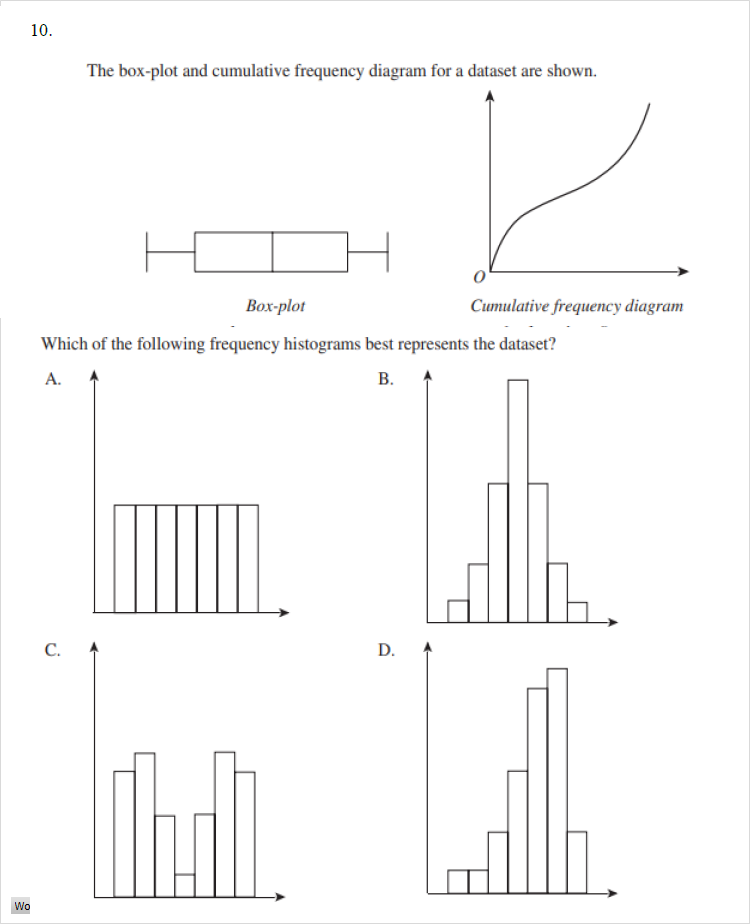 10.
The box-plot and cumulative frequency diagram for a dataset are shown.
O
Box-plot
Cumulative frequency diagram
Which of the following frequency histograms best represents the dataset?
A.
B.
C.
D.
Wo